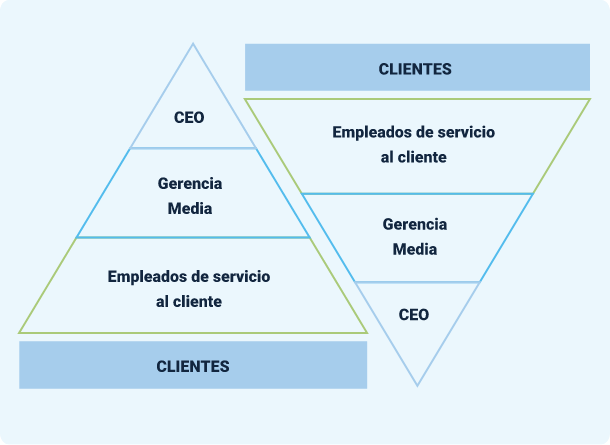 CEO
Gerencia
Media
Empleados de servicio
al cliente
CLIENTES
CLIENTES
Empleados de servicio
al cliente
Gerencia
Media
CEO